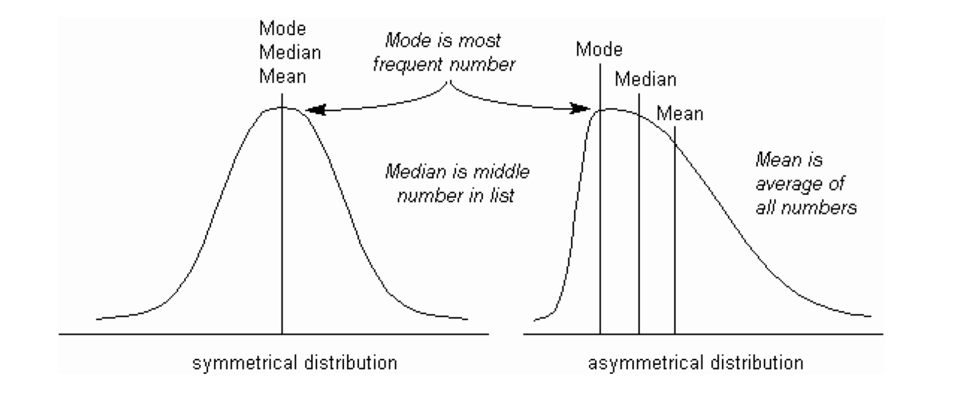 Mode
Median
Mean
Mode is most
frequent number
Mode
Median
Mean
Median is middle
number in list
Mean is
average of
all numbers
symmetrical distribution
asymmetrical distribution